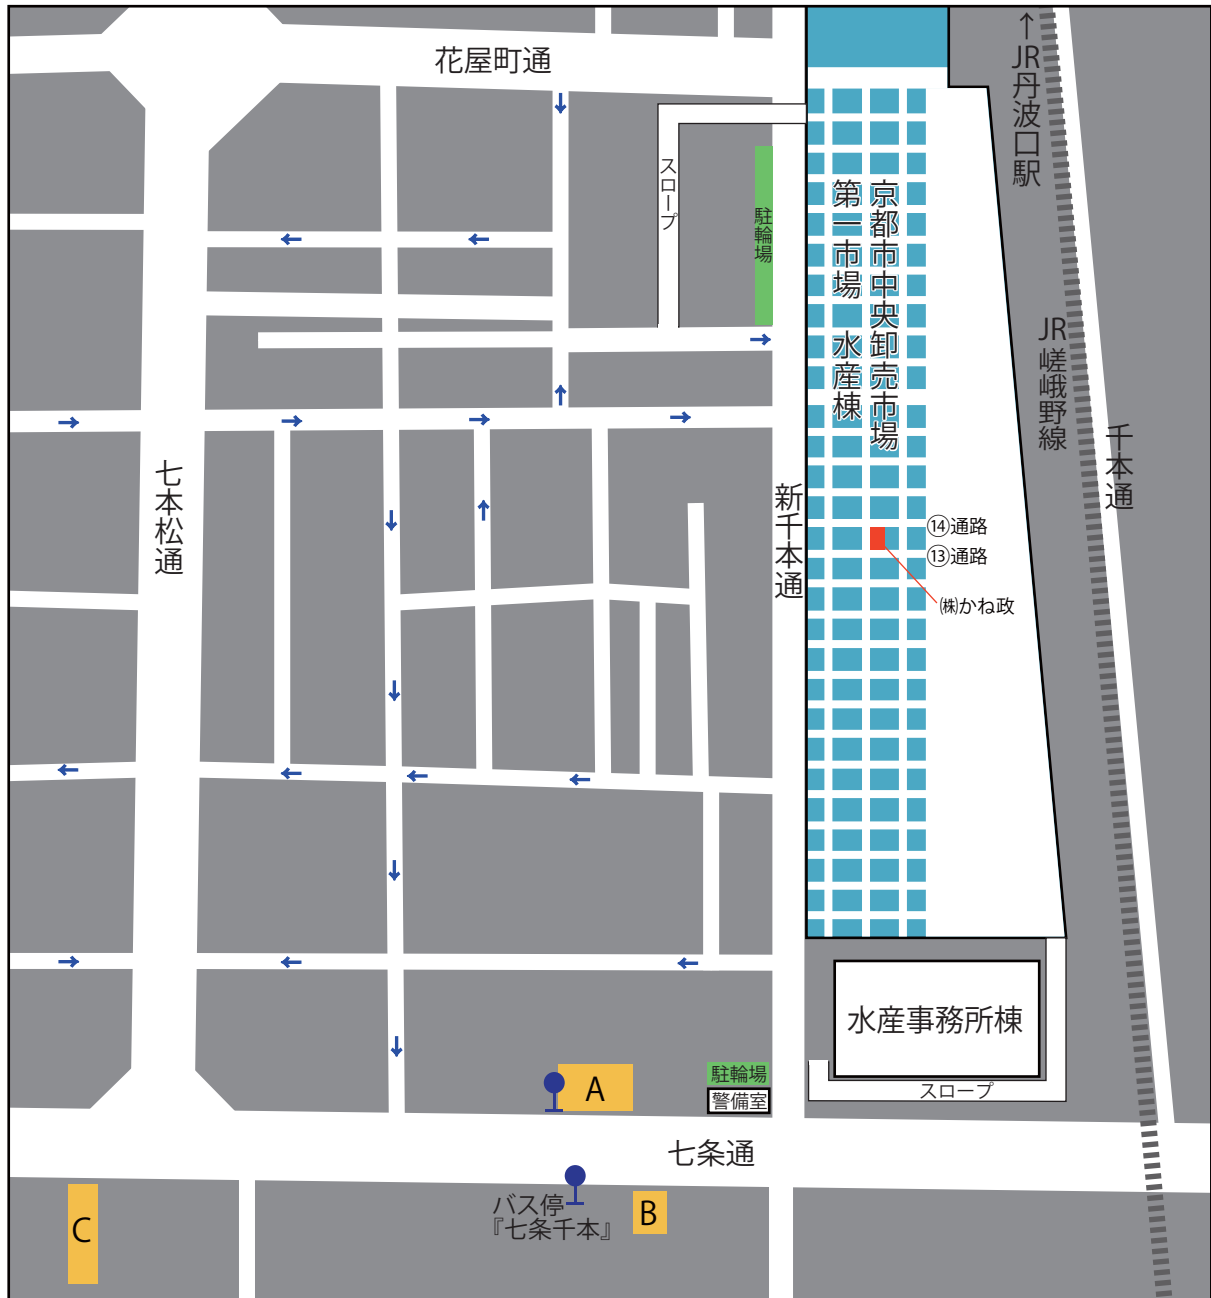 花屋町通
↑JR丹波口駅
スロープ
駐輪場
京都市中央卸売市場
第一市場 水産棟
JR嵯峨野線
千本通
七本松通
新千本通
⑭通路
⑬通路
㈱かね政
水産事務所棟
スロープ
駐輪場
警備室
A
七条通
バス停
『七条千本』
B
C